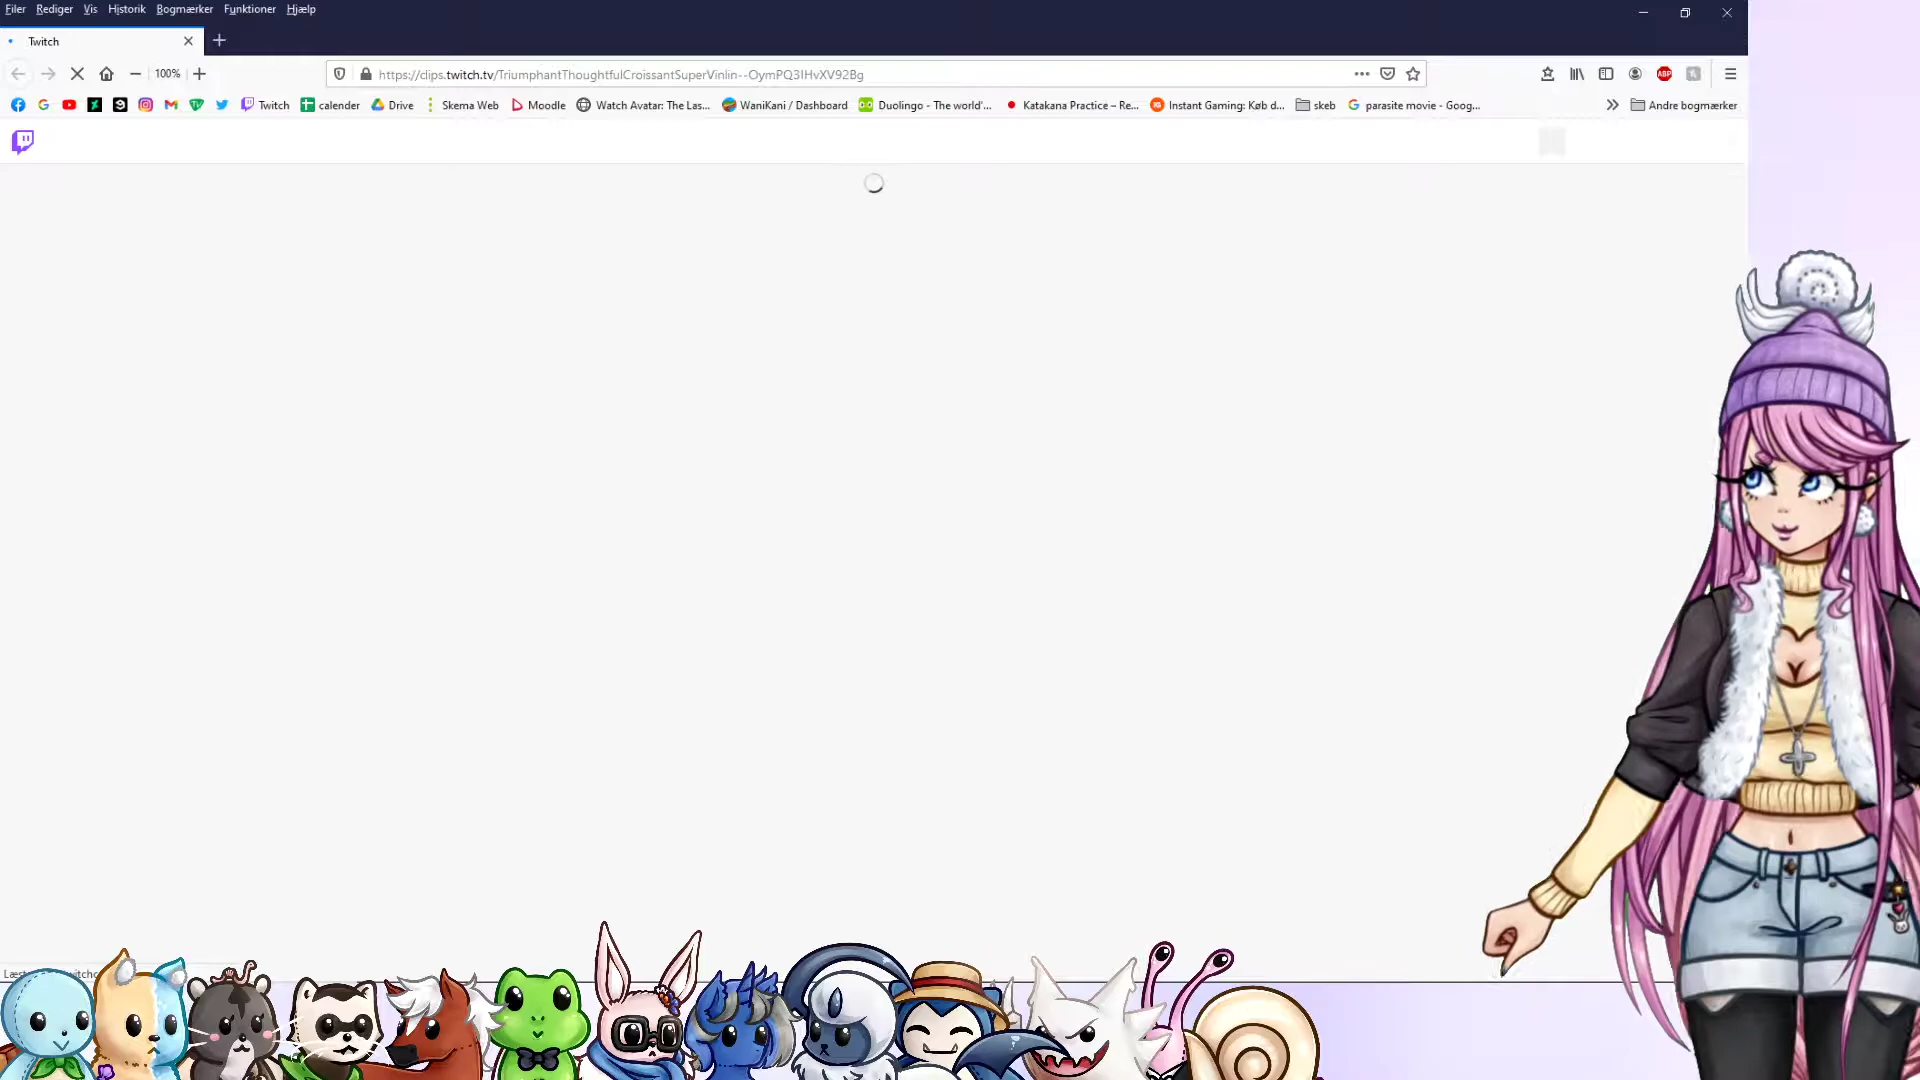 Filer Rediger Vis Historik Bogmærker Funktioner Hjælp
Twitch
100%
https://clips.twitch.tv/TriumphantThoughtfulCroissantSuperVinlin--OymPQ3IHvXV92Bg
ABP
Twitch calender Drive Skema Web Moodle Watch Avatar: The Las... WaniKani / Dashboard Duolingo - The world'... Katakana Practice – Re... Instant Gaming: Køb d... skeb parasite movie - Goog... Andre bogmærker